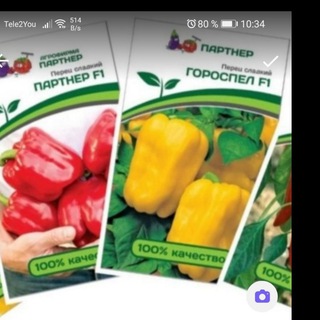 Tele2You
514
B/s
80 %
10:34
АГРОФИРМА
ПАРТНЕР
Перец сладкий
ПАРТНЕР F1
100% качес
ПАРТНЕР
Перец сладкий
ГОРОСПЕЛ F1
100% качество
100%